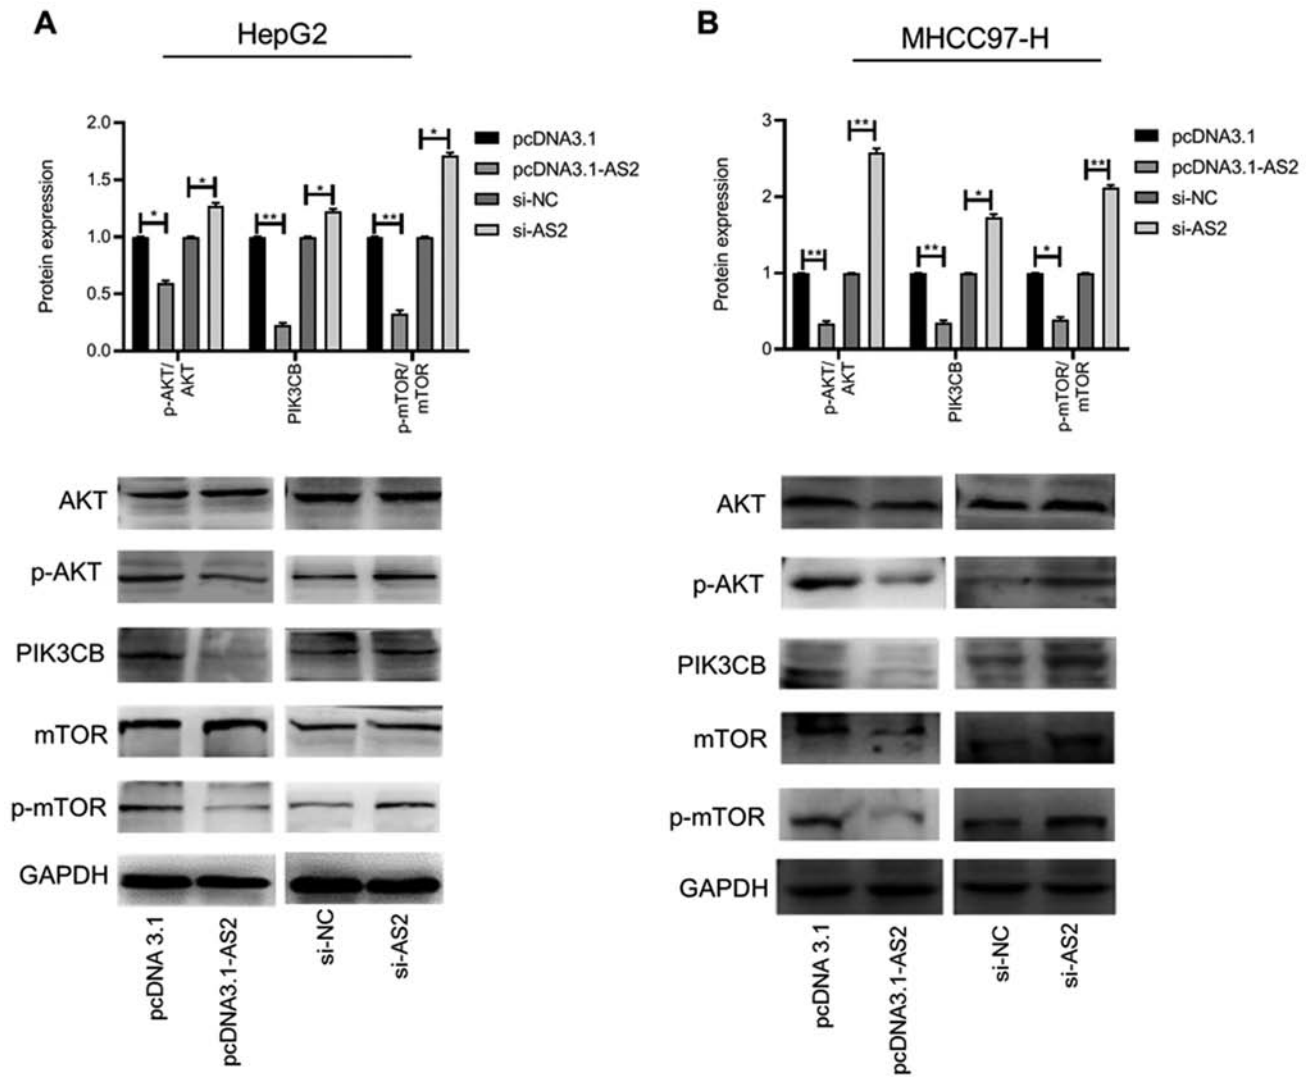 A
HepG2
2.0
1.5
1.0
0.5
0.0
Protein expression
* * ** * ** *
pcDNA3.1
pcDNA3.1-AS2
si-NC
si-AS2
p-AKT/
AKT
PIK3CB
p-mTOR/
mTOR
AKT
p-AKT
PIK3CB
mTOR
p-mTOR
GAPDH
pcDNA 3.1
pcDNA3.1-AS2
si-NC
si-AS2
B
MHCC97-H
3
2
1
0
Protein expression
** ** ** * * **
pcDNA3.1
pcDNA3.1-AS2
si-NC
si-AS2
p-AKT/
AKT
PIK3CB
p-mTOR/
mTOR
AKT
p-AKT
PIK3CB
mTOR
p-mTOR
GAPDH
pcDNA 3.1
pcDNA3.1-AS2
si-NC
si-AS2